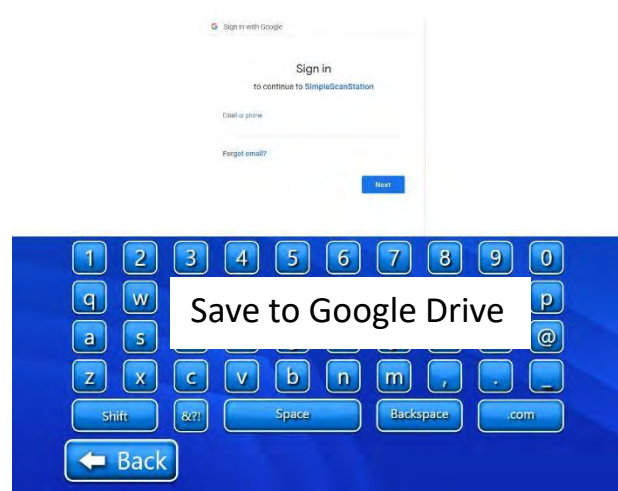 G Sign in with Google
Sign in
to continue to SimpleScanStation
Email or phone
Forgot email?
Next
1 2 3 4 5 6 7 8 9 0
q w p
Save to Google Drive
a s @
z x c v b n m , . _
Shift &?! Space Backspace .com
Back